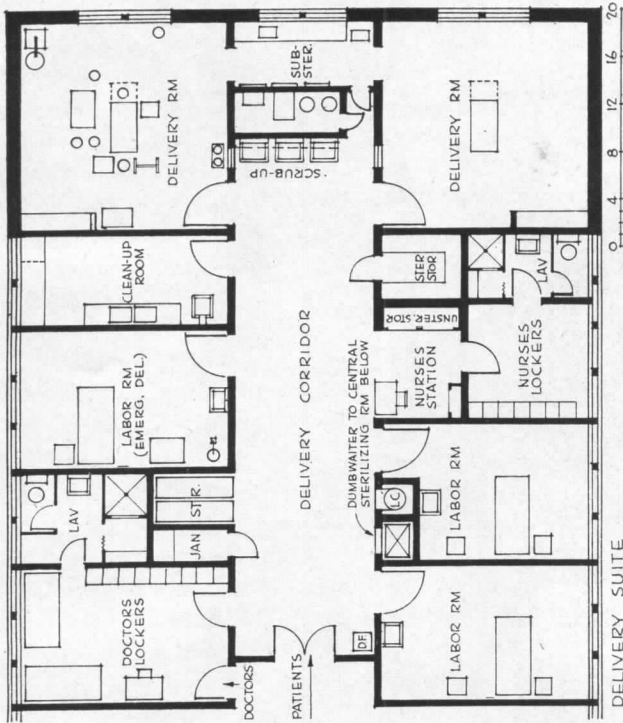 DELIVERY RM
SUB-
STER.
DELIVERY RM
SCRUB-UP
CLEAN-UP
ROOM
STER
STOR
LAV
LABOR RM
(EMERG. DEL.)
DELIVERY CORRIDOR
UNSTER. STOR
NURSES
STATION
NURSES
LOCKERS
DUMBWAITER TO CENTRAL
STERILIZING RM BELOW
LAV
STR.
JAN
LC
LABOR RM
DOCTORS
LOCKERS
DF
LABOR RM
DOCTORS
PATIENTS
DELIVERY SUITE
0 4 8 12 16 20